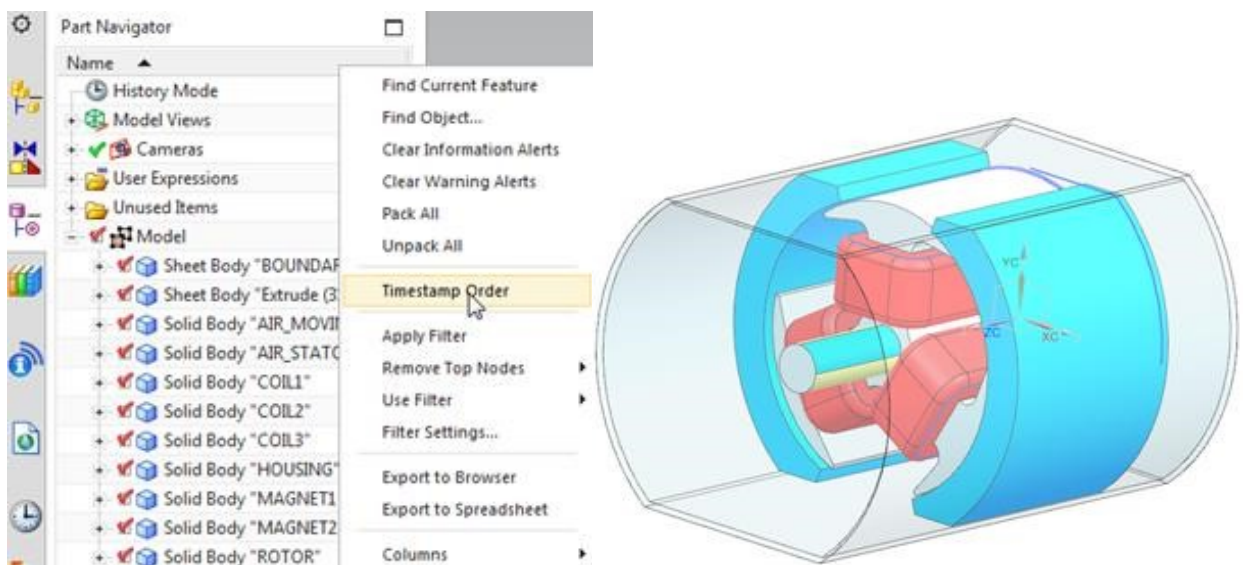 Part Navigator
Name
History Mode
Model Views
Cameras
User Expressions
Unused Items
Model
Sheet Body "BOUNDAR
Sheet Body "Extrude (3
Solid Body "AIR_MOVI
Solid Body "AIR_STATO
Solid Body "COIL1"
Solid Body "COIL2"
Solid Body "COIL3"
Solid Body "HOUSING"
Solid Body "MAGNET1
Solid Body "MAGNET2
Solid Body "ROTOR"
Find Current Feature
Find Object...
Clear Information Alerts
Clear Warning Alerts
Pack All
Unpack All
Timestamp Order
Apply Filter
Remove Top Nodes
Use Filter
Filter Settings...
Export to Browser
Export to Spreadsheet
Columns
YC
ZC
XC